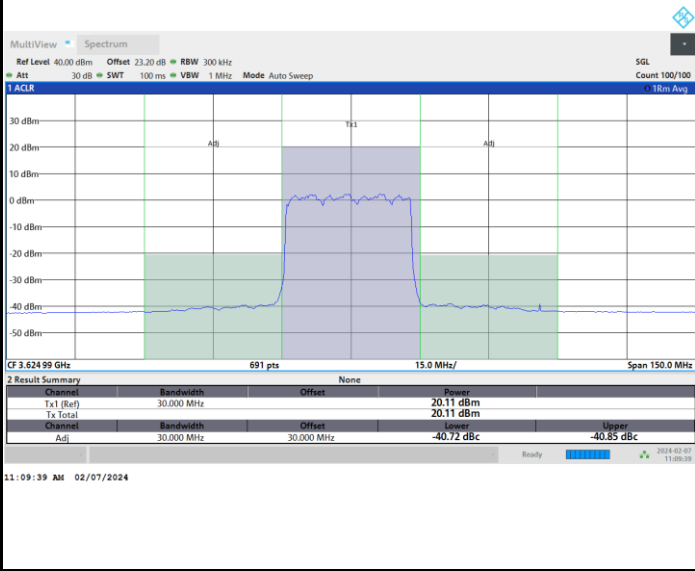 MultiView Spectrum
Ref Level 40.00 dBm Offset 23.20 dB RBW 300 kHz SGL
Att 30 dB SWT 100 ms VBW 1 MHz Mode Auto Sweep Count 100/100
1 ACLR 1Rm Avg
30 dBm
Tx1
20 dBm
Adj Adj
10 dBm
0 dBm
-10 dBm
-20 dBm
-30 dBm
-40 dBm
-50 dBm
CF 3.624 99 GHz 691 pts 15.0 MHz/ Span 150.0 MHz
2 Result Summary None
Channel Bandwidth Offset Power
Tx1 (Ref) 30.000 MHz 20.11 dBm
Tx Total 20.11 dBm
Channel Bandwidth Offset Lower Upper
Adj 30.000 MHz 30.000 MHz -40.72 dBc -40.85 dBc
Ready 2024-02-07
11:09:39
11:09:39 AM 02/07/2024